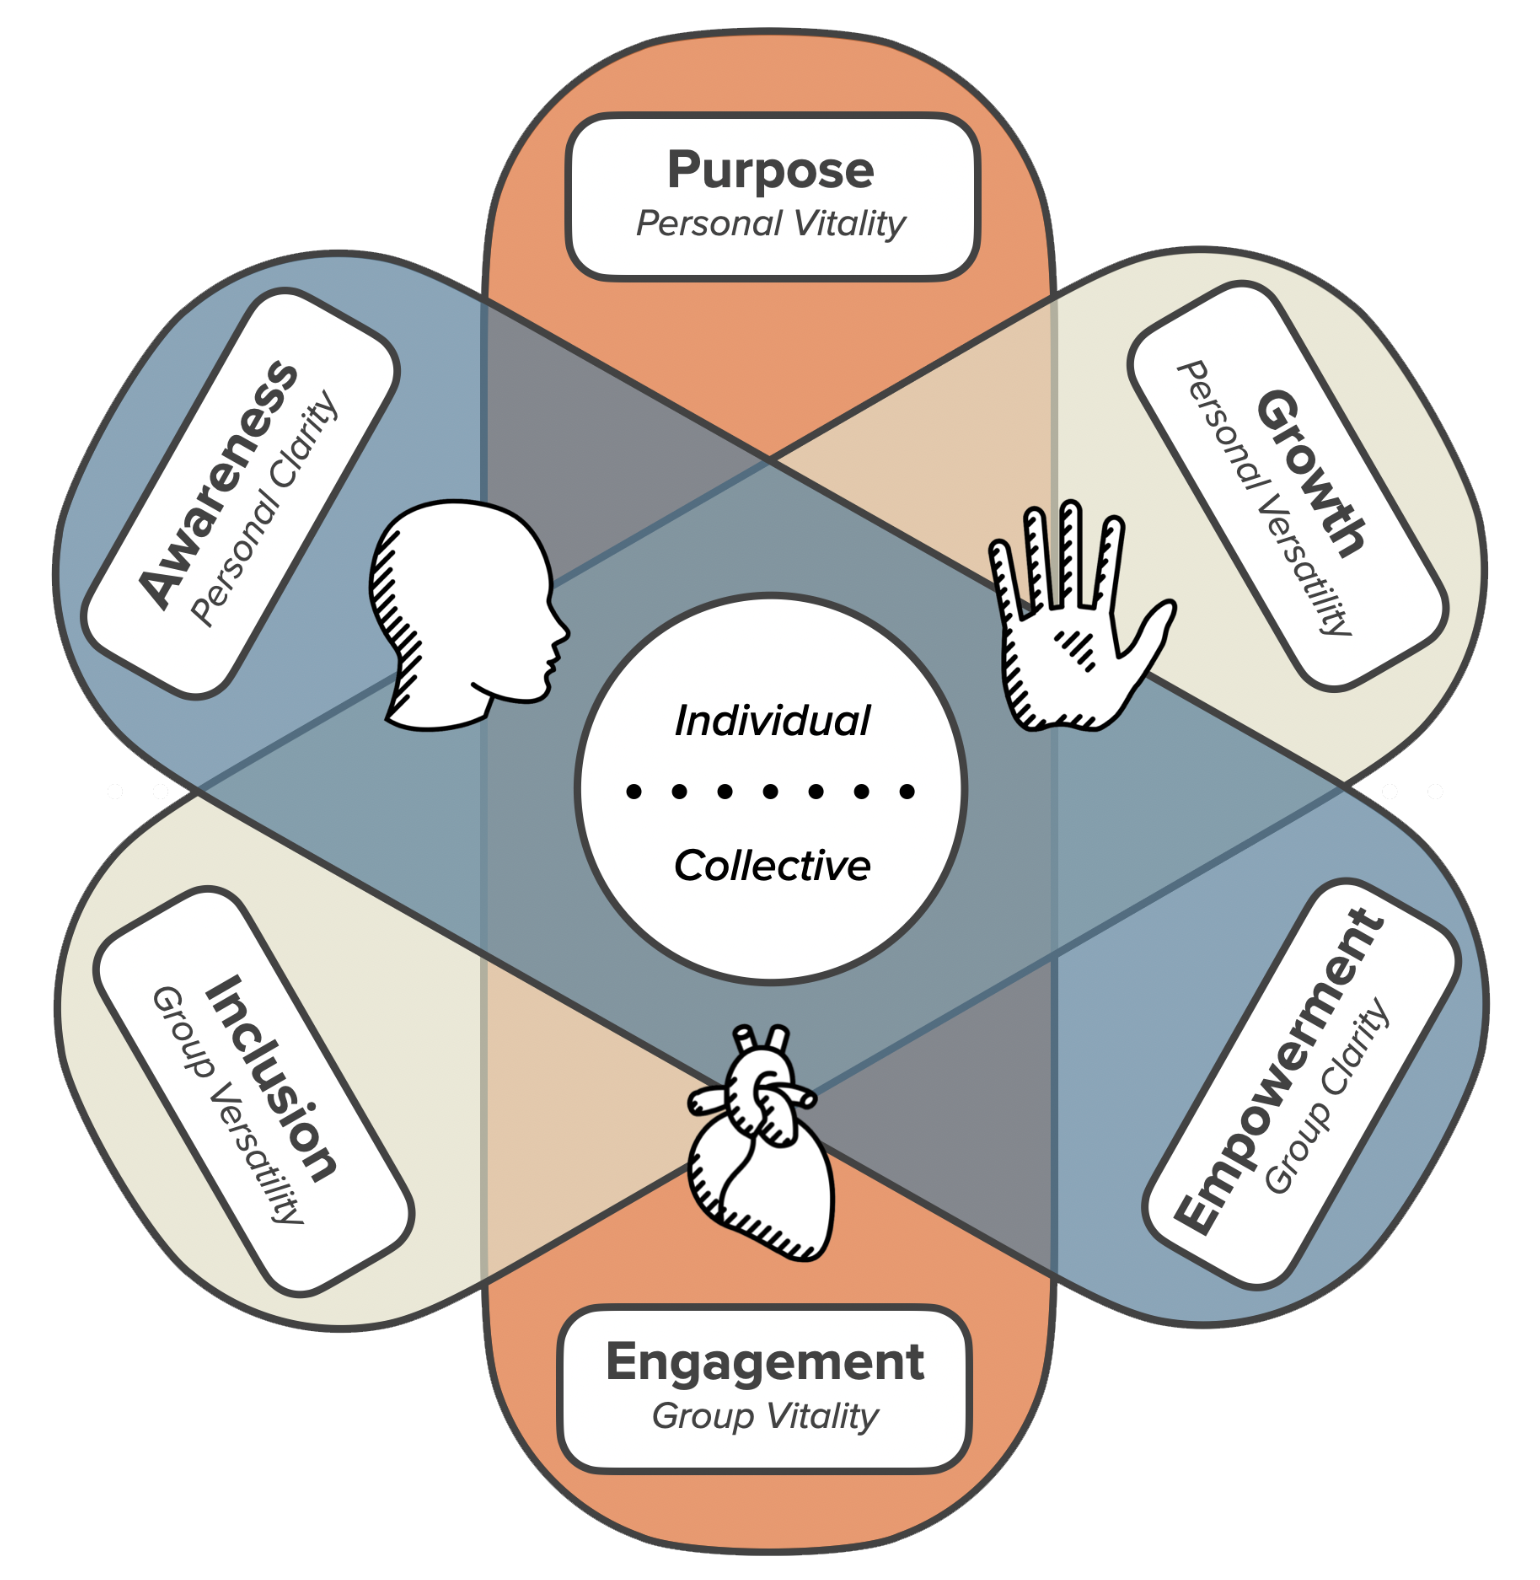 Purpose
Personal Vitality
Awareness
Personal Clarity
Growth
Personal Versatility
Individual
Collective
Inclusion
Group Versatility
Empowerment
Group Clarity
Engagement
Group Vitality